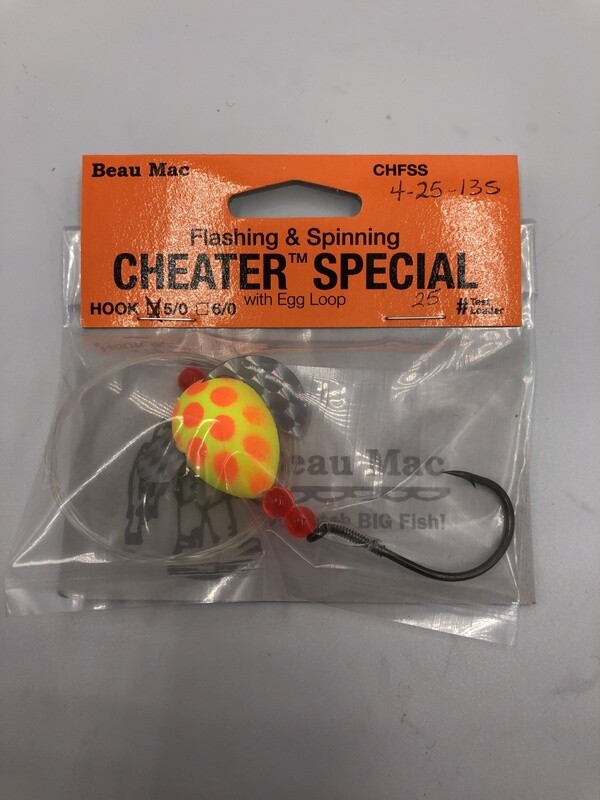 Beau Mac
CHFSS
4-25-13S
Flashing & Spinning
CHEATER™ SPECIAL
with Egg Loop
HOOK 5/0 6/0
25 # Test Leader
Beau Mac
BIG Fish!